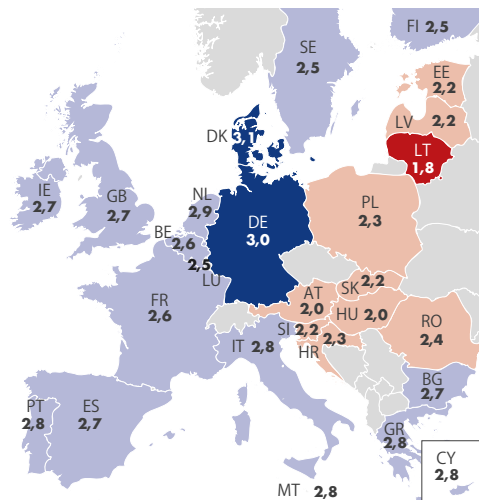 FI 2,5
SE
2,5
EE
2,2
LV 2,2
DK 3,1
LT
1,8
IE
2,7
GB
2,7
NL
2,9
PL
2,3
DE
3,0
BE
2,6
2,5
LU
SK 2,2
AT
2,0
FR
2,6
HU 2,0
SI 2,2
RO
2,4
2,3
HR
IT 2,8
BG
2,7
PT
2,8
ES
2,7
GR
2,8
CY
2,8
MT 2,8